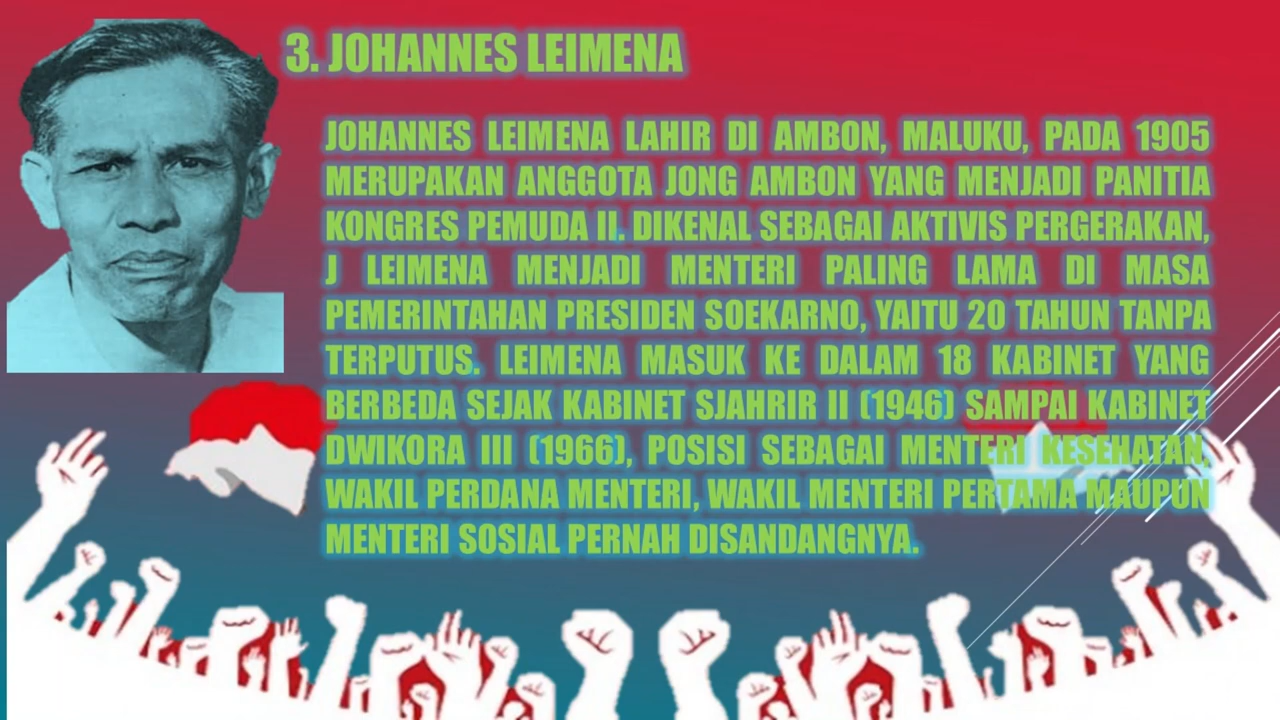 3. JOHANNES LEIMENA
JOHANNES LEIMENA LAHIR DI AMBON, MALUKU, PADA 1905
MERUPAKAN ANGGOTA JONG AMBON YANG MENJADI PANITIA
KONGRES PEMUDA II. DIKENAL SEBAGAI AKTIVIS PERGERAKAN,
J LEIMENA MENJADI MENTERI PALING LAMA DI MASA
PEMERINTAHAN PRESIDEN SOEKARNO, YAITU 20 TAHUN TANPA
TERPUTUS. LEIMENA MASUK KE DALAM 18 KABINET YANG
BERBEDA SEJAK KABINET SJAHRIR II (1946) SAMPAI KABINET
DWIKORA III (1966), POSISI SEBAGAI MENTERI KESEHATAN,
WAKIL PERDANA MENTERI, WAKIL MENTERI PERTAMA MAUPUN
MENTERI SOSIAL PERNAH DISANDANGNYA.